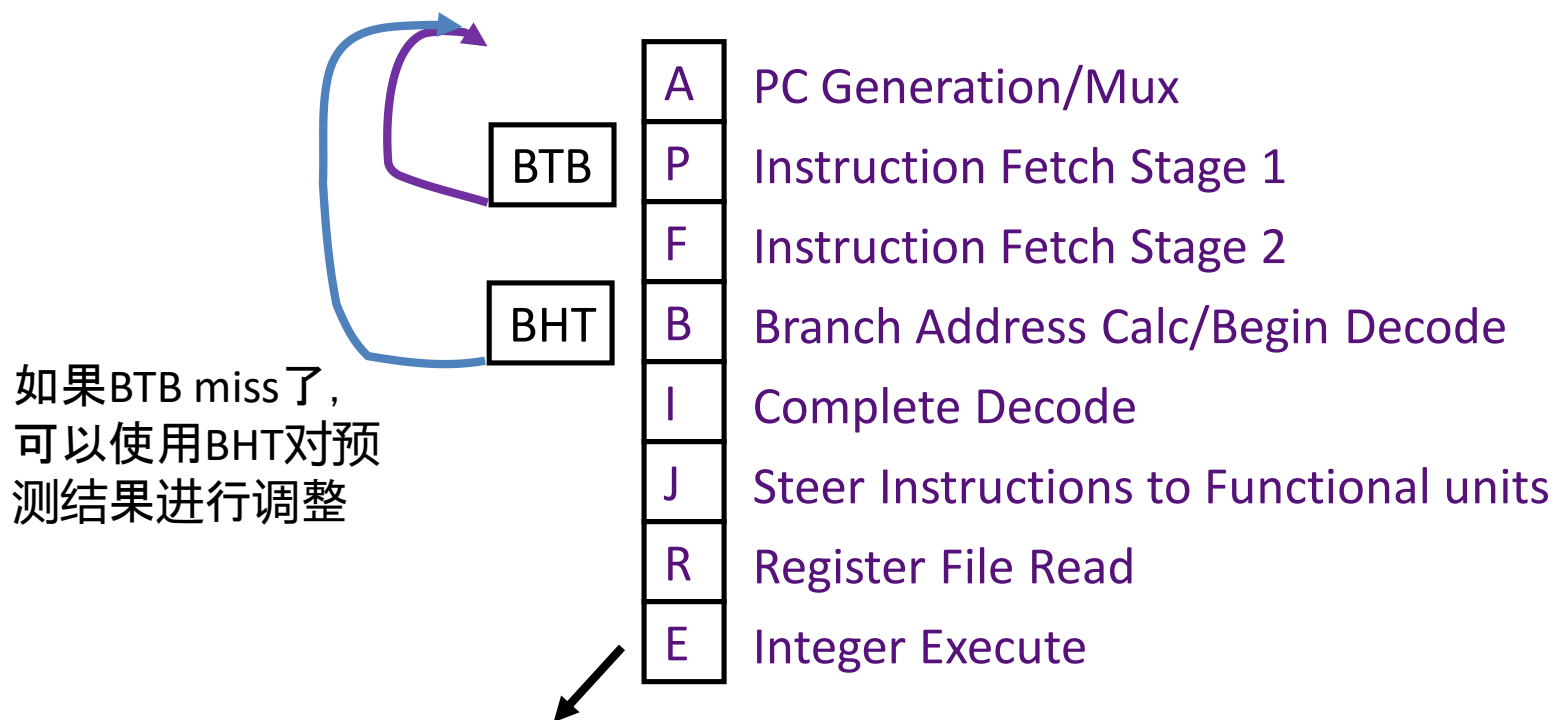 A PC Generation/Mux
BTB P Instruction Fetch Stage 1
F Instruction Fetch Stage 2
BHT B Branch Address Calc/Begin Decode
如果BTB miss了,
可以使用BHT对预
测结果进行调整
I Complete Decode
J Steer Instructions to Functional units
R Register File Read
E Integer Execute